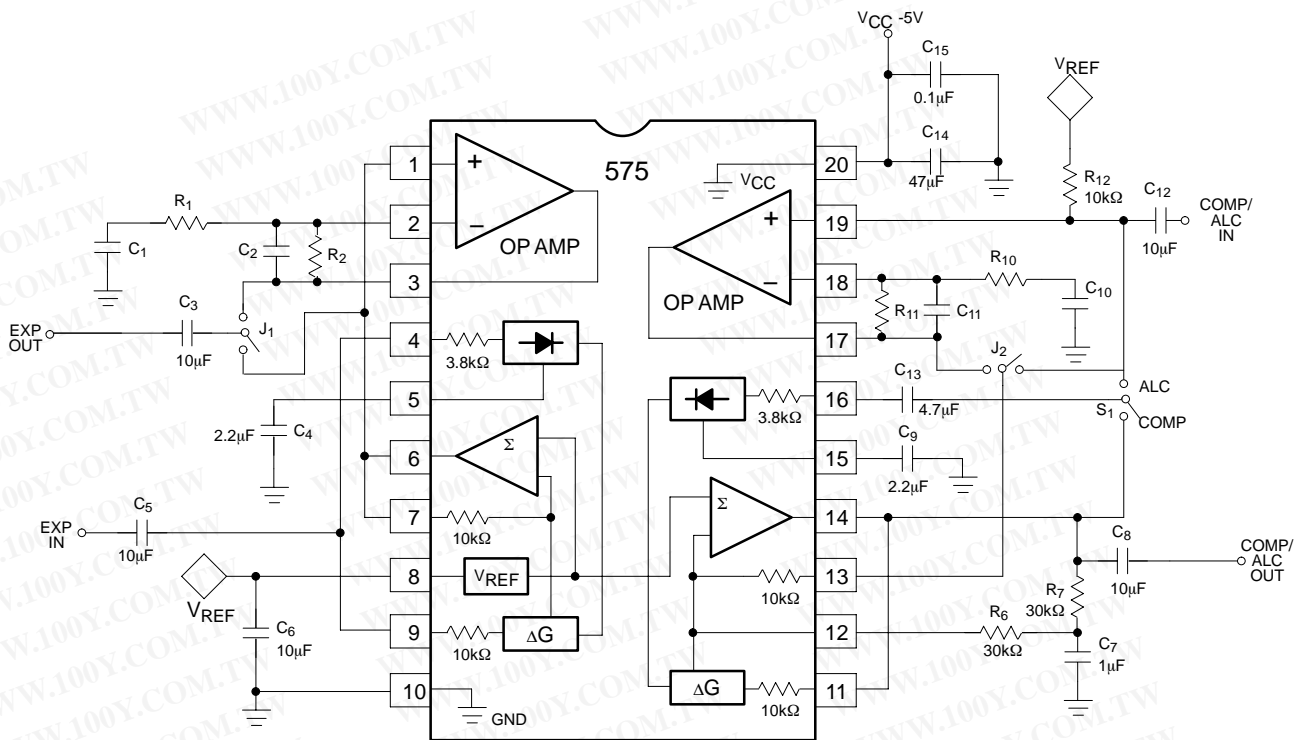 WWW.100Y.COM.TW
VCC -5V
C15
0.1µF
C14
47µF
VREF
R12
10kΩ
C12
10µF
COMP/
ALC
IN
575
1
2
3
4
5
6
7
8
9
10
20
19
18
17
16
15
14
13
12
11
+
−
OP AMP
VCC
+
−
OP AMP
R1
C1
C2
R2
C3
10µF
J1
EXP
OUT
3.8kΩ
2.2µF
C4
Σ
10kΩ
EXP
IN
C5
10µF
VREF
C6
10µF
VREF
10kΩ
ΔG
GND
R10
C10
R11
C11
J2
C13
4.7µF
3.8kΩ
ALC
S1
COMP
C9
2.2µF
Σ
10kΩ
ΔG
10kΩ
C8
10µF
COMP/
ALC
OUT
R7
30kΩ
R6
30kΩ
C7
1µF